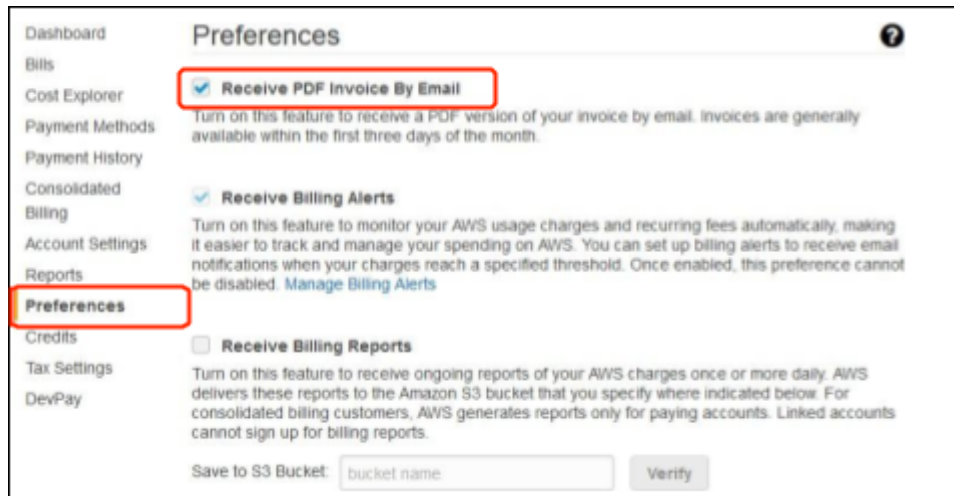 Dashboard
Bills
Cost Explorer
Payment Methods
Payment History
Consolidated
Billing
Account Settings
Reports
Preferences
Credits
Tax Settings
DevPay
Preferences
?
Receive PDF Invoice By Email
Turn on this feature to receive a PDF version of your invoice by email. Invoices are generally
available within the first three days of the month.
Receive Billing Alerts
Turn on this feature to monitor your AWS usage charges and recurring fees automatically, making
it easier to track and manage your spending on AWS. You can set up billing alerts to receive email
notifications when your charges reach a specified threshold. Once enabled, this preference cannot
be disabled. Manage Billing Alerts
Receive Billing Reports
Turn on this feature to receive ongoing reports of your AWS charges once or more daily. AWS
delivers these reports to the Amazon S3 bucket that you specify where indicated below. For
consolidated billing customers, AWS generates reports only for paying accounts. Linked accounts
cannot sign up for billing reports.
Save to S3 Bucket: bucket name Verify